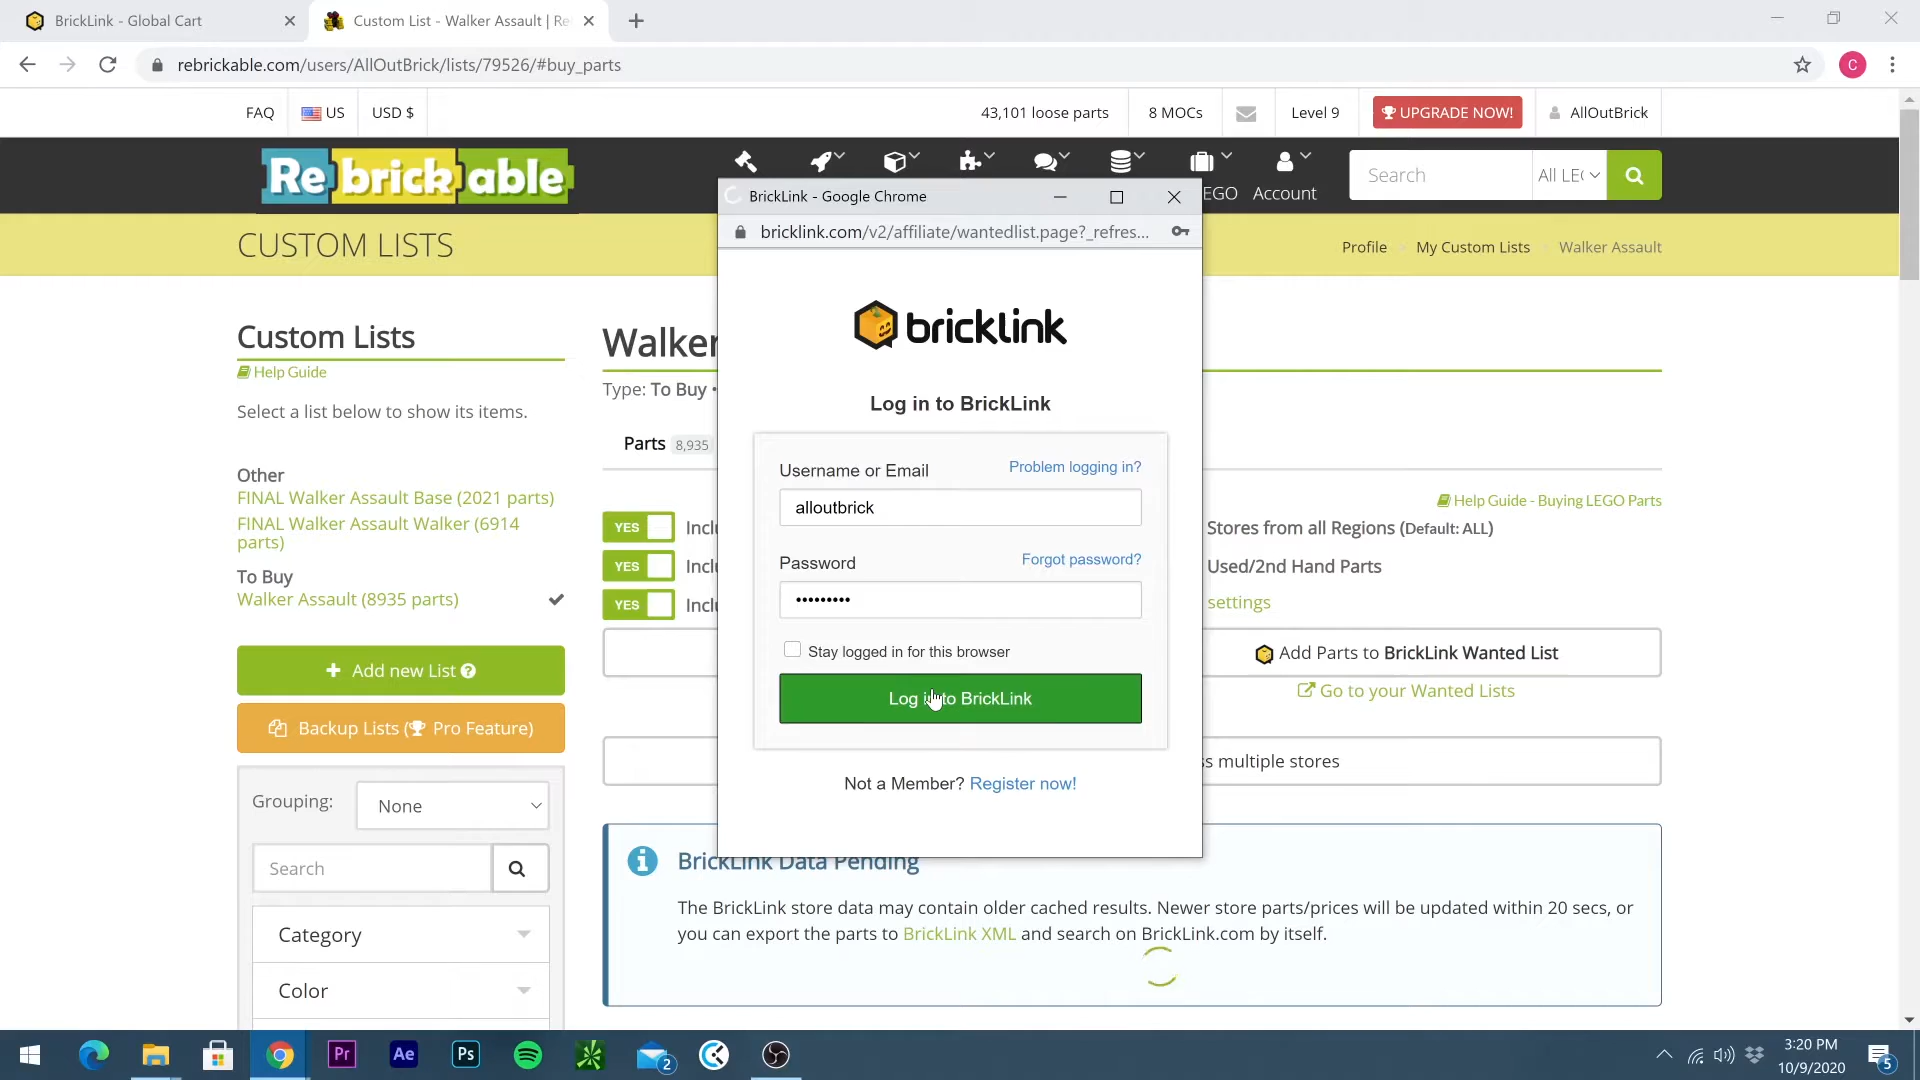 BrickLink - Global Cart
Custom List - Walker Assault | Re
rebrickable.com/users/AllOutBrick/lists/79526/#buy_parts
C
FAQ US USD $ 43,101 loose parts 8 MOCs Level 9 UPGRADE NOW! AllOutBrick
Rebrickable
EGO Account
Search All LE
CUSTOM LISTS
Profile My Custom Lists Walker Assault
BrickLink - Google Chrome
bricklink.com/v2/affiliate/wantedlist.page?_refres...
bricklink
Log in to BrickLink
Username or Email Problem logging in?
alloutbrick
Password Forgot password?
•••••••••
Stay logged in for this browser
Log in to BrickLink
Not a Member? Register now!
Custom Lists
Help Guide
Select a list below to show its items.
Other
FINAL Walker Assault Base (2021 parts)
FINAL Walker Assault Walker (6914
parts)
To Buy
Walker Assault (8935 parts)
Add new List
Backup Lists ( Pro Feature)
Grouping: None
Search
Category
Color
Walker
Type: To Buy •
Parts 8,935
Help Guide - Buying LEGO Parts
YES Inclu Stores from all Regions (Default: ALL)
YES Inclu Used/2nd Hand Parts
YES Inclu settings
Add Parts to BrickLink Wanted List
Go to your Wanted Lists
s multiple stores
BrickLink Data Pending
The BrickLink store data may contain older cached results. Newer store parts/prices will be updated within 20 secs, or
you can export the parts to BrickLink XML and search on BrickLink.com by itself.
Pr Ae Ps 2
3:20 PM
10/9/2020
5